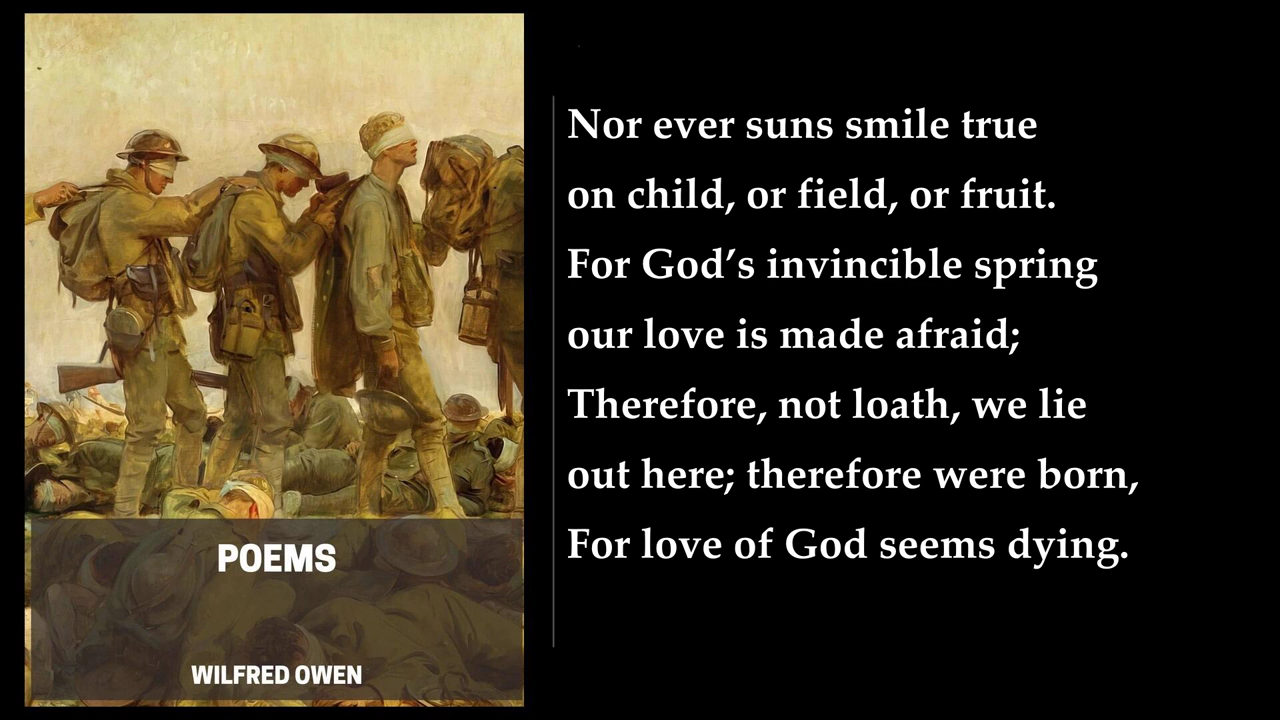 Nor ever suns smile true
on child, or field, or fruit.
For God’s invincible spring
our love is made afraid;
Therefore, not loath, we lie
out here; therefore were born,
For love of God seems dying.
POEMS
WILFRED OWEN